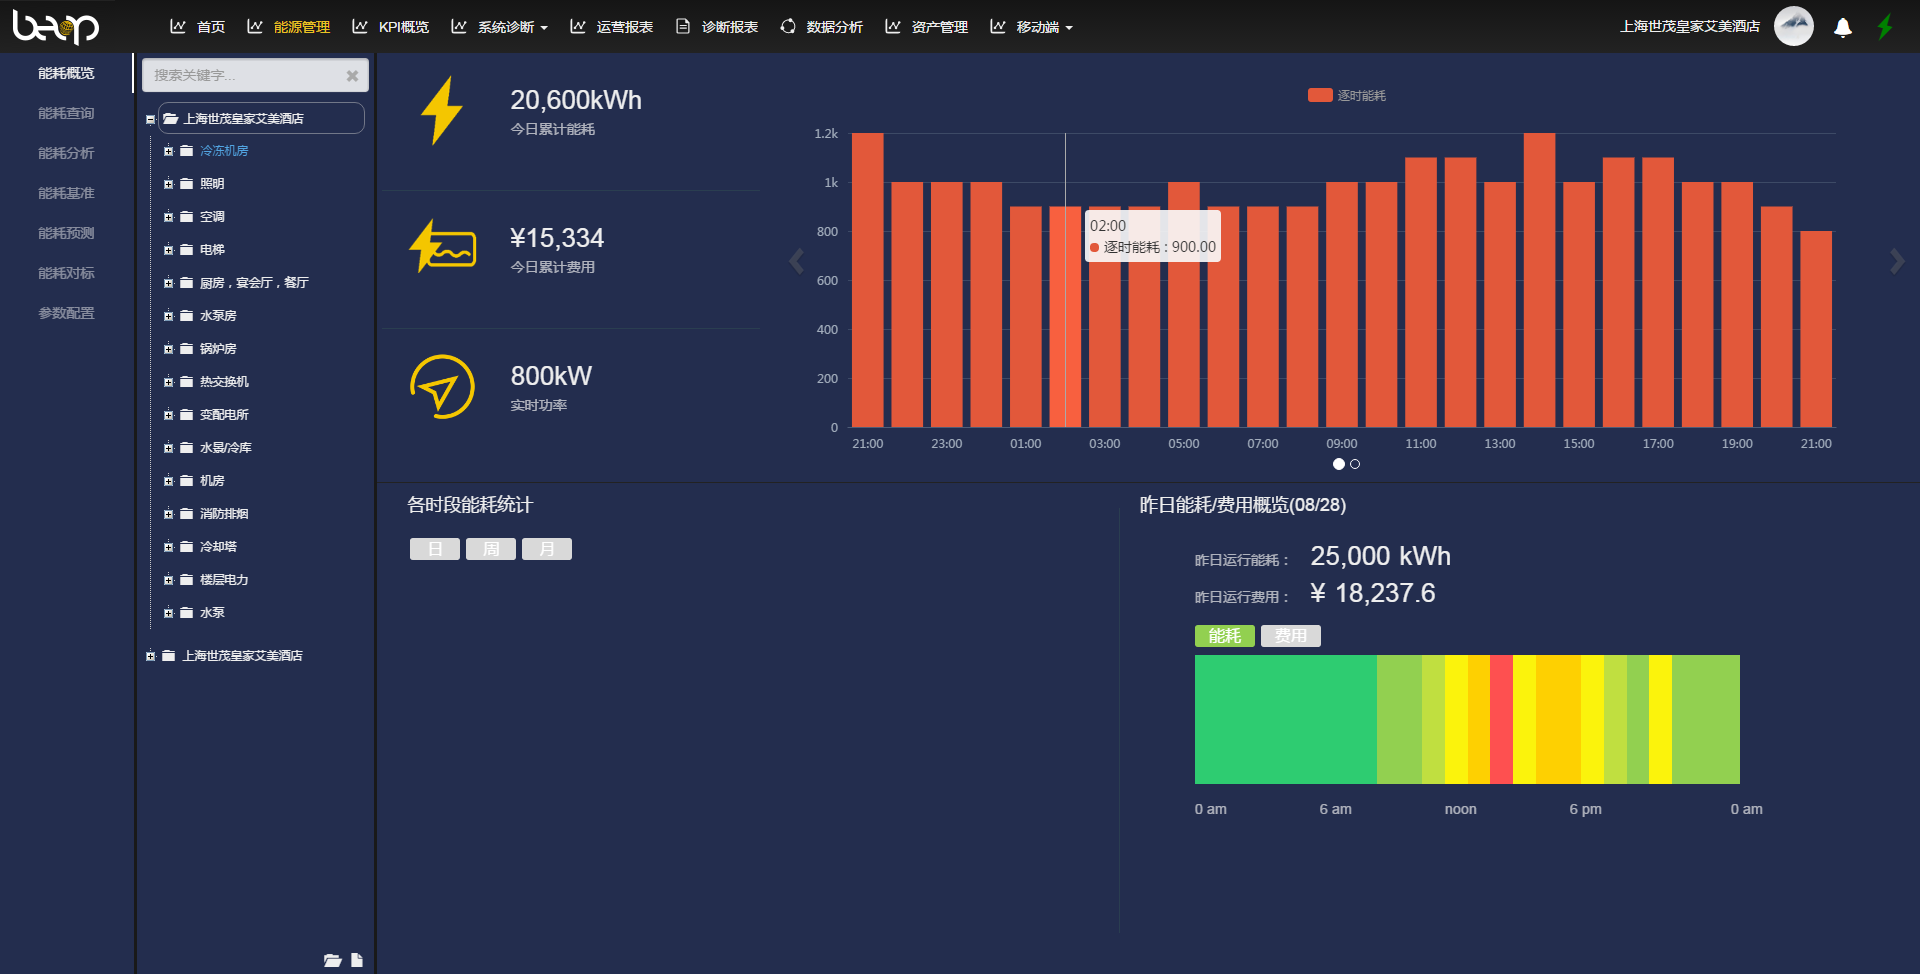 beop
首页
能源管理
KPI概览
系统诊断
运营报表
诊断报表
数据分析
资产管理
移动端
上海世茂皇家艾美酒店
能耗概览
能耗查询
能耗分析
能耗基准
能耗预测
能耗对标
参数配置
搜索关键字...
上海世茂皇家艾美酒店
冷冻机房
照明
空调
电梯
厨房，宴会厅，餐厅
水泵房
锅炉房
热交换机
变配电所
水景/冷库
机房
消防排烟
冷却塔
楼层电力
水泵
上海世茂皇家艾美酒店
20,600kWh
今日累计能耗
¥15,334
今日累计费用
800kW
实时功率
逐时能耗
1.2k
1k
800
600
400
200
0
02:00
逐时能耗 : 900.00
21:00 23:00 01:00 03:00 05:00 07:00 09:00 11:00 13:00 15:00 17:00 19:00 21:00
各时段能耗统计
日 周 月
昨日能耗/费用概览(08/28)
昨日运行能耗： 25,000 kWh
昨日运行费用： ¥ 18,237.6
能耗 费用
0 am 6 am noon 6 pm 0 am